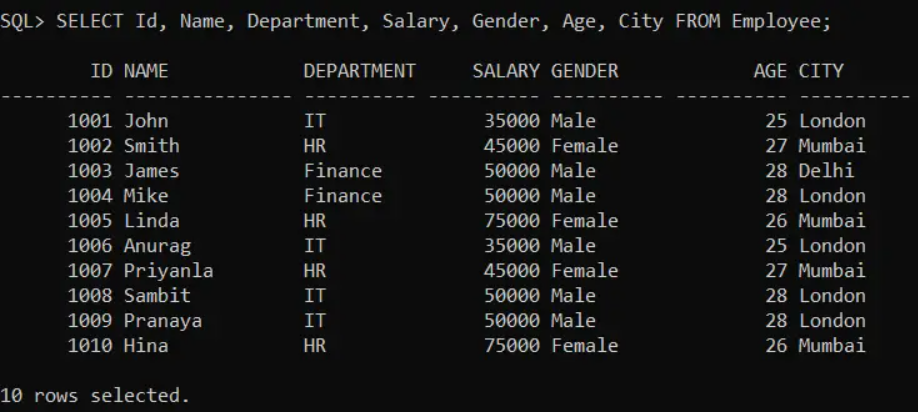 SQL> SELECT Id, Name, Department, Salary, Gender, Age, City FROM Employee;
ID NAME DEPARTMENT SALARY GENDER AGE CITY
---------- --------------- ---------- ---------- ---------- ---------- ----------
1001 John IT 35000 Male 25 London
1002 Smith HR 45000 Female 27 Mumbai
1003 James Finance 50000 Male 28 Delhi
1004 Mike Finance 50000 Male 28 London
1005 Linda HR 75000 Female 26 Mumbai
1006 Anurag IT 35000 Male 25 London
1007 Priyanla HR 45000 Female 27 Mumbai
1008 Sambit IT 50000 Male 28 London
1009 Pranaya IT 50000 Male 28 London
1010 Hina HR 75000 Female 26 Mumbai
10 rows selected.